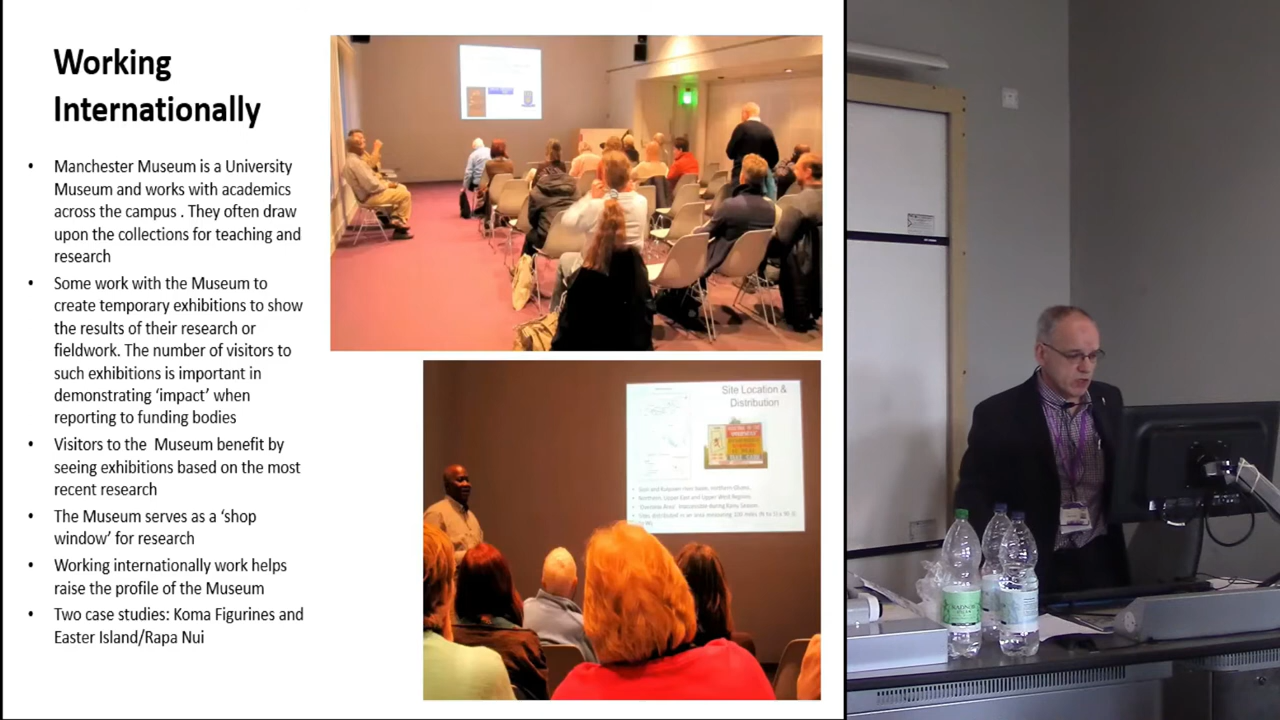 Working
Internationally
• Manchester Museum is a University
Museum and works with academics
across the campus . They often draw
upon the collections for teaching and
research
• Some work with the Museum to
create temporary exhibitions to show
the results of their research or
fieldwork. The number of visitors to
such exhibitions is important in
demonstrating ‘impact’ when
reporting to funding bodies
• Visitors to the Museum benefit by
seeing exhibitions based on the most
recent research
• The Museum serves as a ‘shop
window’ for research
• Working internationally work helps
raise the profile of the Museum
• Two case studies: Koma Figurines and
Easter Island/Rapa Nui
Site Location &
Distribution